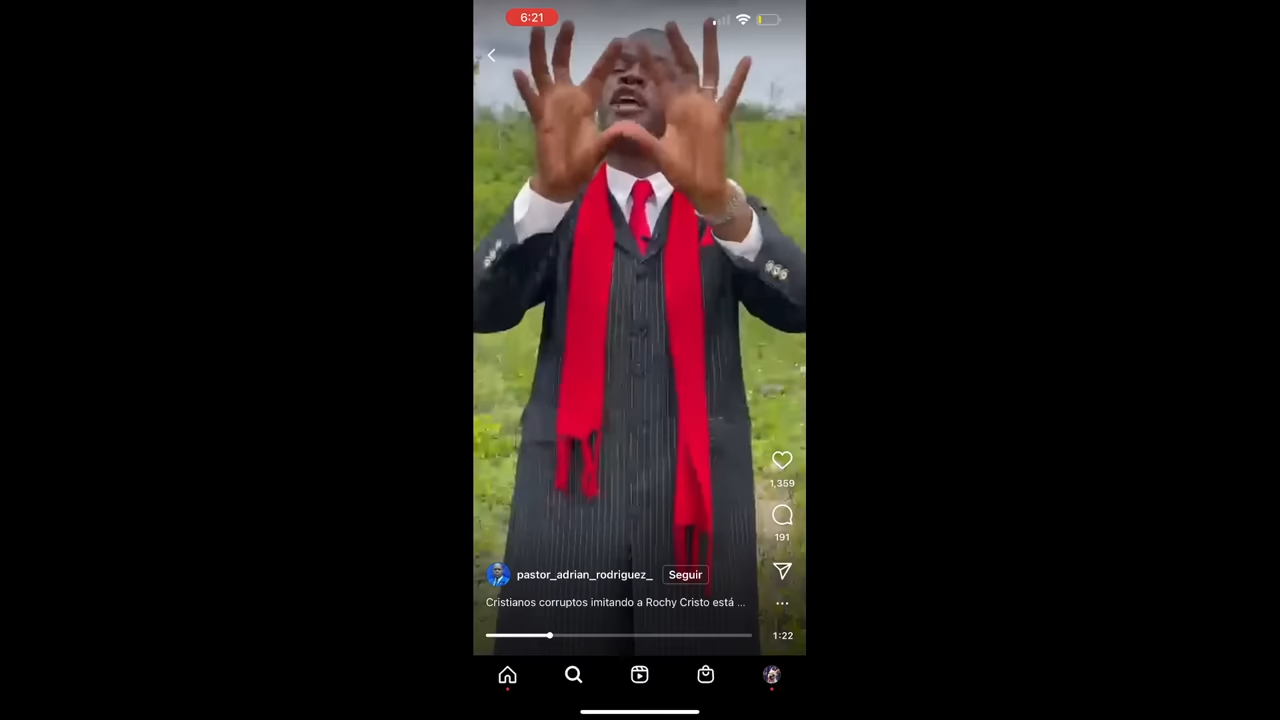 6:21
1,359
191
pastor_adrian_rodriguez_ Seguir
Cristianos corruptos imitando a Rochy Cristo está ...
1:22